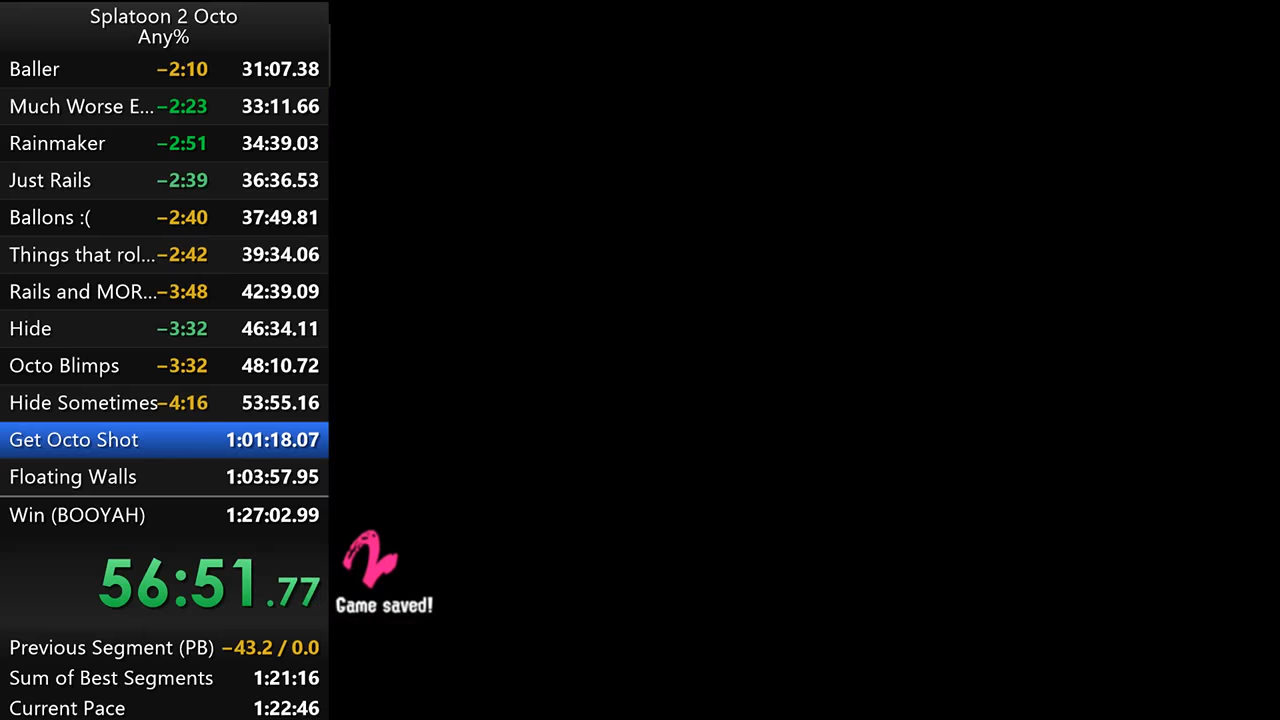 Splatoon 2 Octo
Any%
Baller −2:10 31:07.38
Much Worse E... −2:23 33:11.66
Rainmaker −2:51 34:39.03
Just Rails −2:39 36:36.53
Ballons :( −2:40 37:49.81
Things that rol... −2:42 39:34.06
Rails and MOR... −3:48 42:39.09
Hide −3:32 46:34.11
Octo Blimps −3:32 48:10.72
Hide Sometimes −4:16 53:55.16
Get Octo Shot 1:01:18.07
Floating Walls 1:03:57.95
Win (BOOYAH) 1:27:02.99
56:51.77
2
Game saved!
Previous Segment (PB) −43.2 / 0.0
Sum of Best Segments 1:21:16
Current Pace 1:22:46